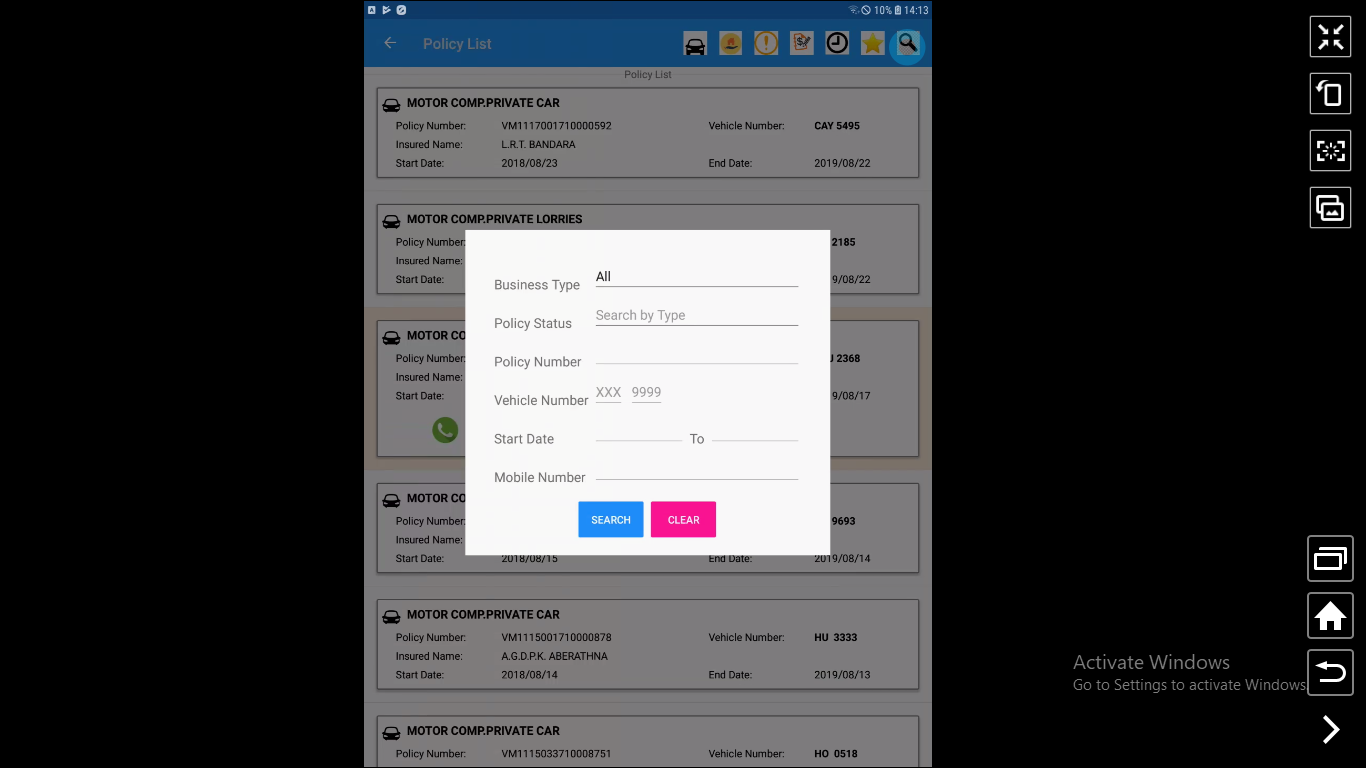 10% 14:13
Policy List
Policy List
MOTOR COMP.PRIVATE CAR
Policy Number: VM1117001710000592 Vehicle Number: CAY 5495
Insured Name: L.R.T. BANDARA
Start Date: 2018/08/23 End Date: 2019/08/22
MOTOR COMP.PRIVATE LORRIES
Policy Number: 2185
Insured Name:
Start Date: 9/08/22
MOTOR CO
Policy Number: J 2368
Insured Name:
Start Date: 9/08/17
MOTOR CO
Policy Number: 9693
Insured Name:
Start Date: 2018/08/15 End Date: 2019/08/14
MOTOR COMP.PRIVATE CAR
Policy Number: VM1115001710000878 Vehicle Number: HU 3333
Insured Name: A.G.D.P.K. ABERATHNA
Start Date: 2018/08/14 End Date: 2019/08/13
MOTOR COMP.PRIVATE CAR
Policy Number: VM1115033710008751 Vehicle Number: HO 0518
Business Type All
Policy Status Search by Type
Policy Number
Vehicle Number XXX 9999
Start Date To
Mobile Number
SEARCH CLEAR
Activate Windows
Go to Settings to activate Windows